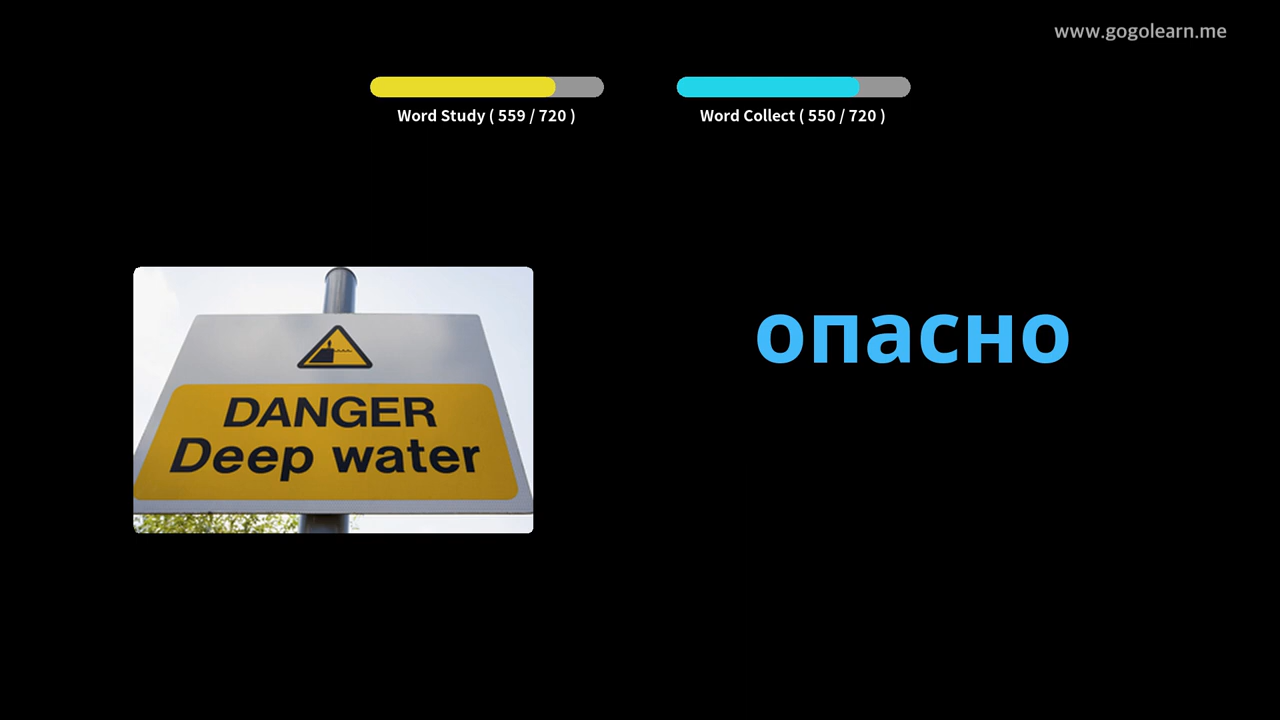 www.gogolearn.me
Word Study ( 559 / 720 )
Word Collect ( 550 / 720 )
DANGER
Deep water
опасно